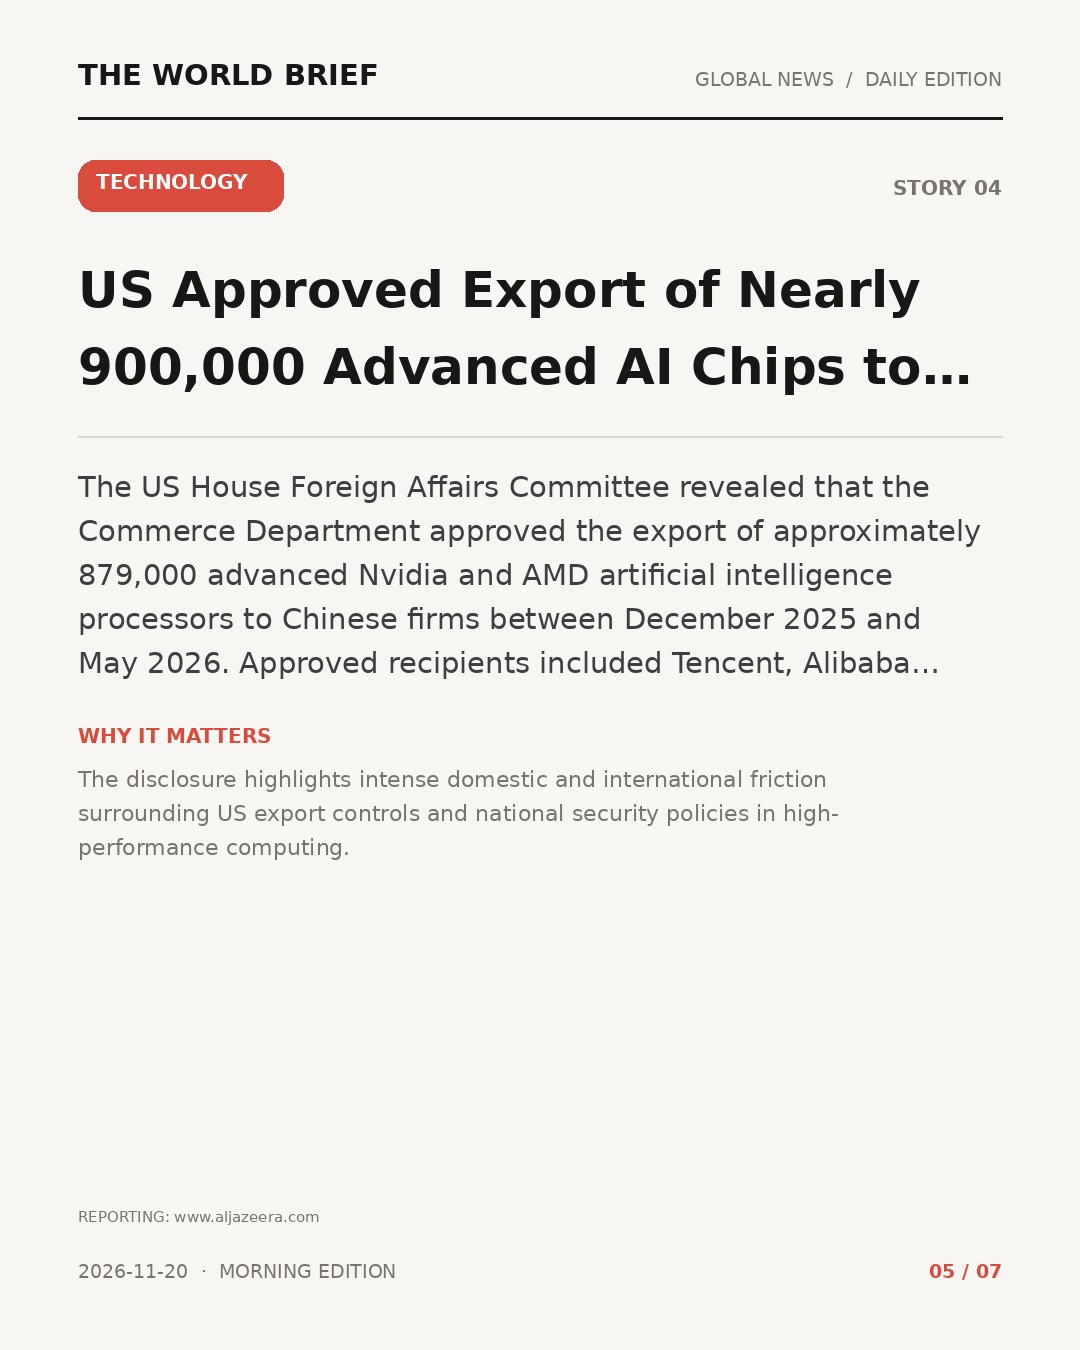 THE WORLD BRIEF
GLOBAL NEWS / DAILY EDITION
TECHNOLOGY
STORY 04
US Approved Export of Nearly
900,000 Advanced AI Chips to…
The US House Foreign Affairs Committee revealed that the
Commerce Department approved the export of approximately
879,000 advanced Nvidia and AMD artificial intelligence
processors to Chinese firms between December 2025 and
May 2026. Approved recipients included Tencent, Alibaba…
WHY IT MATTERS
The disclosure highlights intense domestic and international friction
surrounding US export controls and national security policies in high-
performance computing.
REPORTING: www.aljazeera.com
2026-11-20 · MORNING EDITION
05 / 07